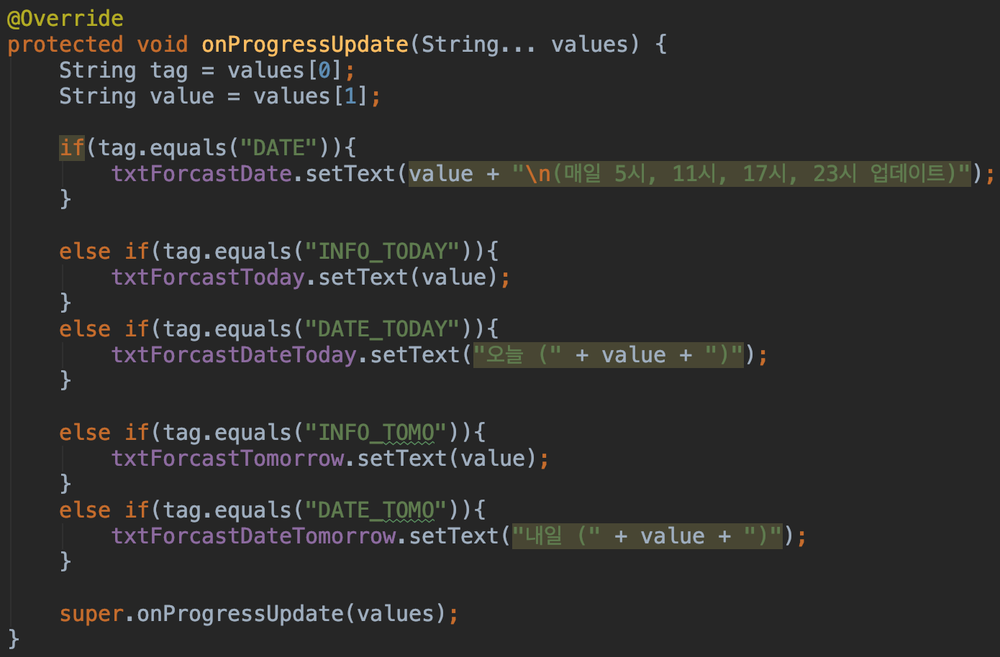 @Override
protected void onProgressUpdate(String... values) {
    String tag = values[0];
    String value = values[1];

    if(tag.equals("DATE")){
        txtForcastDate.setText(value + "\n(매일 5시, 11시, 17시, 23시 업데이트)");
    }

    else if(tag.equals("INFO_TODAY")){
        txtForcastToday.setText(value);
    }
    else if(tag.equals("DATE_TODAY")){
        txtForcastDateToday.setText("오늘 (" + value + ")");
    }

    else if(tag.equals("INFO_TOMO")){
        txtForcastTomorrow.setText(value);
    }
    else if(tag.equals("DATE_TOMO")){
        txtForcastDateTomorrow.setText("내일 (" + value + ")");
    }

    super.onProgressUpdate(values);
}